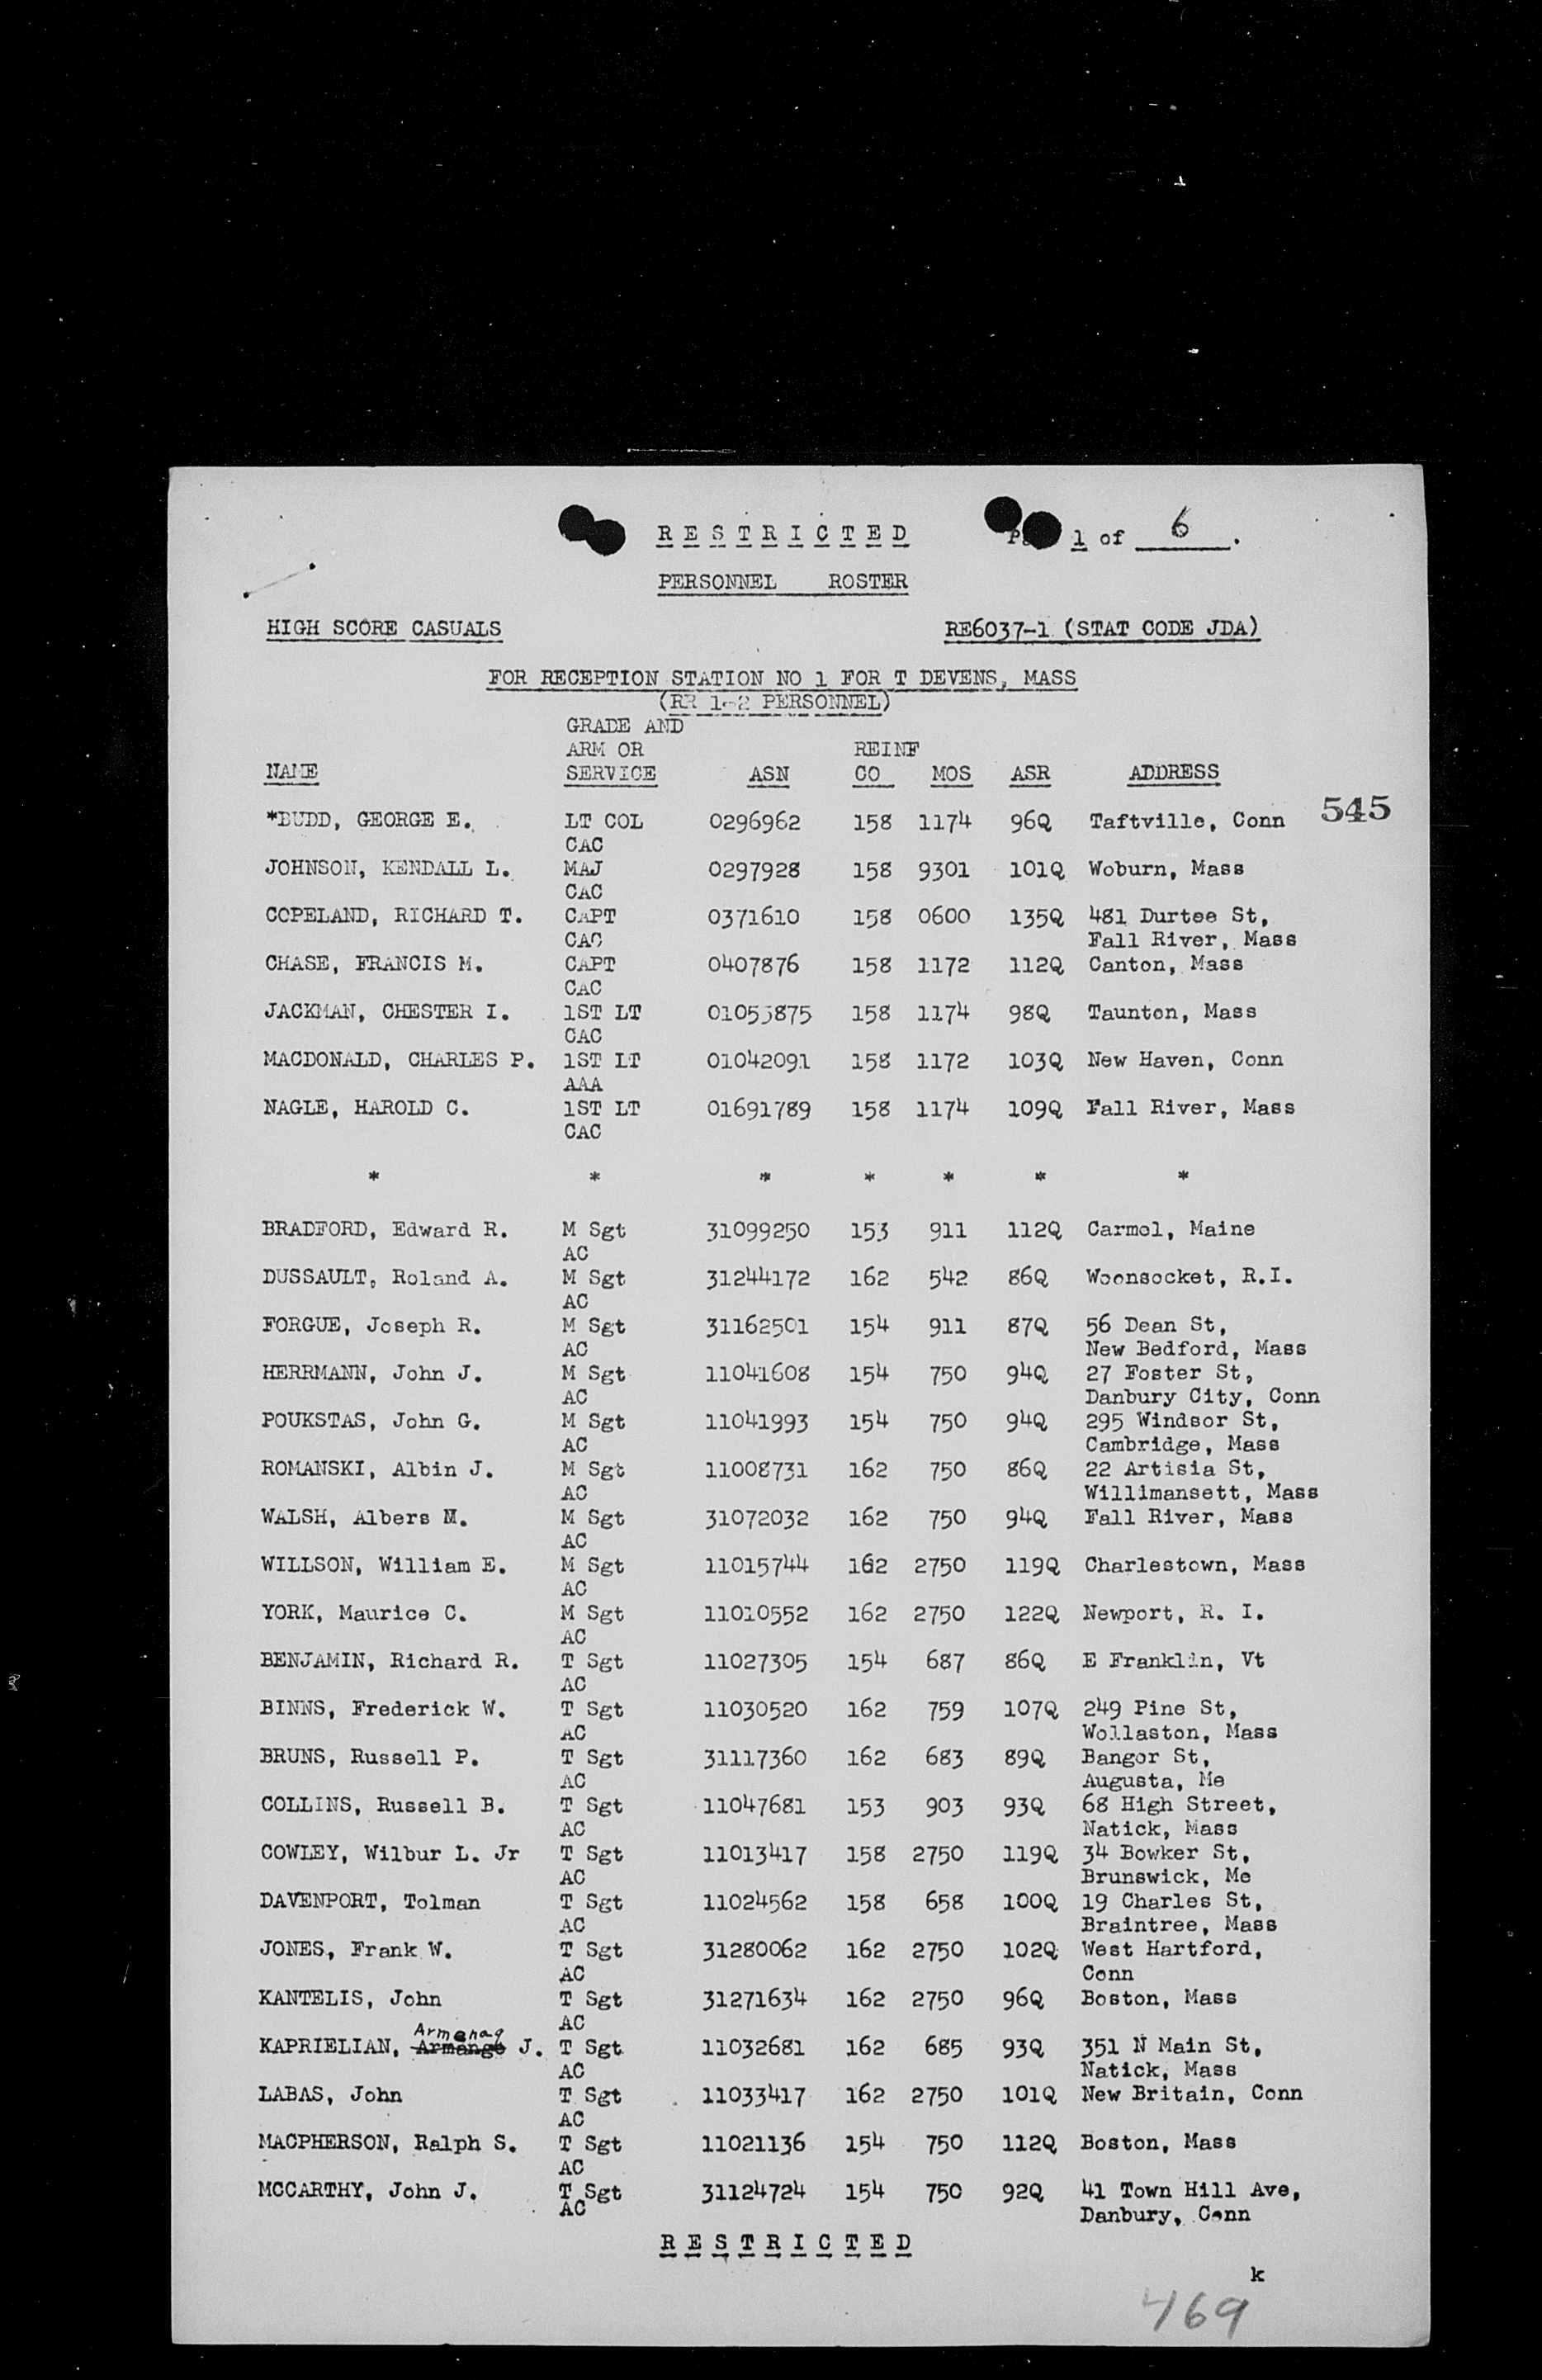 R E S T R I C T E D 1 of 6.
PERSONNEL ROSTER
HIGH SCORE CASUALS RE6037-1 (STAT CODE JDA)
FOR RECEPTION STATION NO 1 FOR T DEVENS, MASS
(RR 1-2 PERSONNEL)
GRADE AND
ARM OR REINF
NAME SERVICE ASN CO MOS ASR ADDRESS
*BUDD, GEORGE E. LT COL 0296962 158 1174 96Q Taftville, Conn 545
CAC
JOHNSON, KENDALL L. MAJ 0297928 158 9301 101Q Woburn, Mass
CAC
COPELAND, RICHARD T. CAPT 0371610 158 0600 135Q 481 Durtee St,
CAC Fall River, Mass
CHASE, FRANCIS M. CAPT 0407876 158 1172 112Q Canton, Mass
CAC
JACKMAN, CHESTER I. 1ST LT 158 1174 98Q Taunton, Mass
CAC
MACDONALD, CHARLES P. 1ST LT 01042091 158 1172 103Q New Haven, Conn
AAA
NAGLE, HAROLD C. 1ST LT 01691789 158 1174 109Q Fall River, Mass
CAC
* * * * * * *
BRADFORD, Edward R. M Sgt 31099250 153 911 112Q Carmel, Maine
AC
DUSSAULT, Roland A. M Sgt 31244172 162 542 86Q Woonsocket, R.I.
AC
FORGUE, Joseph R. M Sgt 31162501 154 911 87Q 56 Dean St,
AC New Bedford, Mass
HERRMANN, John J. M Sgt 11041608 154 750 94Q 27 Foster St,
AC Danbury City, Conn
POUKSTAS, John G. M Sgt 11041993 154 750 94Q 295 Windsor St,
AC Cambridge, Mass
ROMANSKI, Albin J. M Sgt 11008731 162 750 86Q 22 Artisia St,
AC Willimansett, Mass
WALSH, Albers M. M Sgt 31072032 162 750 94Q Fall River, Mass
AC
WILLSON, William E. M Sgt 11015744 162 2750 119Q Charlestown, Mass
AC
YORK, Maurice C. M Sgt 11010552 162 2750 122Q Newport, R. I.
AC
BENJAMIN, Richard R. T Sgt 11027305 154 687 86Q E Franklin, Vt
AC
BINNS, Frederick W. T Sgt 11030520 162 759 107Q 249 Pine St,
AC Wollaston, Mass
BRUNS, Russell P. T Sgt 31117360 162 683 89Q Bangor St,
AC Augusta, Me
COLLINS, Russell B. T Sgt 11047681 153 903 93Q 68 High Street,
AC Natick, Mass
COWLEY, Wilbur L. Jr T Sgt 11013417 158 2750 119Q 34 Bowker St,
AC Brunswick, Me
DAVENPORT, Tolman T Sgt 11024562 158 658 100Q 19 Charles St,
AC Braintree, Mass
JONES, Frank W. T Sgt 31280062 162 2750 102Q West Hartford,
AC Conn
KANTELIS, John T Sgt 31271634 162 2750 96Q Boston, Mass
AC
Armenag
KAPRIELIAN, Armange J. T Sgt 11032681 162 685 93Q 351 N Main St,
AC Natick, Mass
LABAS, John T Sgt 11033417 162 2750 101Q New Britain, Conn
AC
MACPHERSON, Ralph S. T Sgt 11021136 154 750 112Q Boston, Mass
AC
MCCARTHY, John J. T Sgt 31124724 154 750 92Q 41 Town Hill Ave,
AC Danbury, Conn
R E S T R I C T E D
k
469